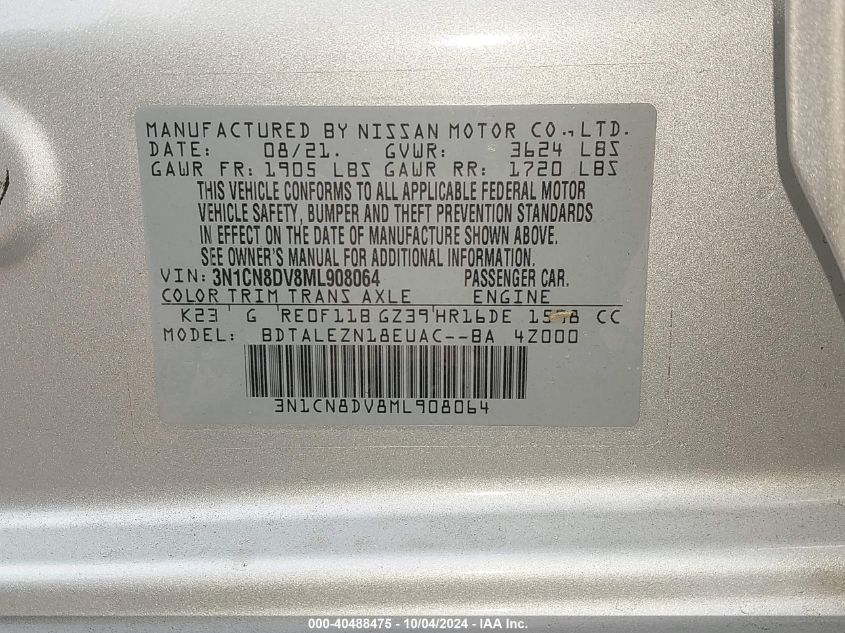 MANUFACTURED BY NISSAN MOTOR CO., LTD.
DATE: 08/21. GVWR: 3624 LBS
GAWR FR: 1905 LBS GAWR RR: 1720 LBS
THIS VEHICLE CONFORMS TO ALL APPLICABLE FEDERAL MOTOR
VEHICLE SAFETY, BUMPER AND THEFT PREVENTION STANDARDS
IN EFFECT ON THE DATE OF MANUFACTURE SHOWN ABOVE.
SEE OWNER'S MANUAL FOR ADDITIONAL INFORMATION.
VIN: 3N1CN8DV8ML908064 PASSENGER CAR.
COLOR TRIM TRANS AXLE ENGINE
K23 G RE0F11B GZ39 HR16DE 1598 CC
MODEL: BDTALEZN18EUAC--BA 4Z000
3N1CN8DV8ML908064
000-40488475 - 10/04/2024 - IAA Inc.